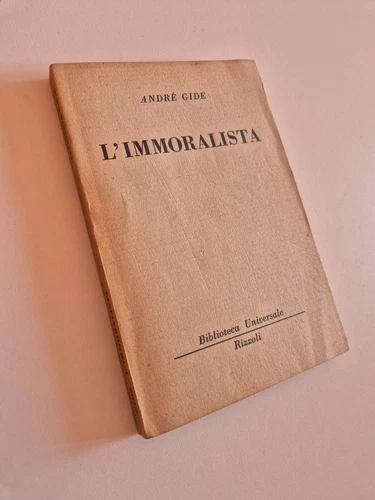 ANDRÉ GIDE
L'IMMORALISTA
Biblioteca Universale
Rizzoli